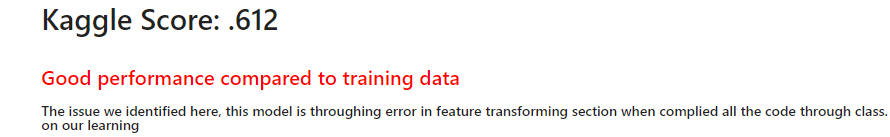 Kaggle Score: .612
Good performance compared to training data
The issue we identified here, this model is throughing error in feature transforming section when complied all the code through class.
on our learning